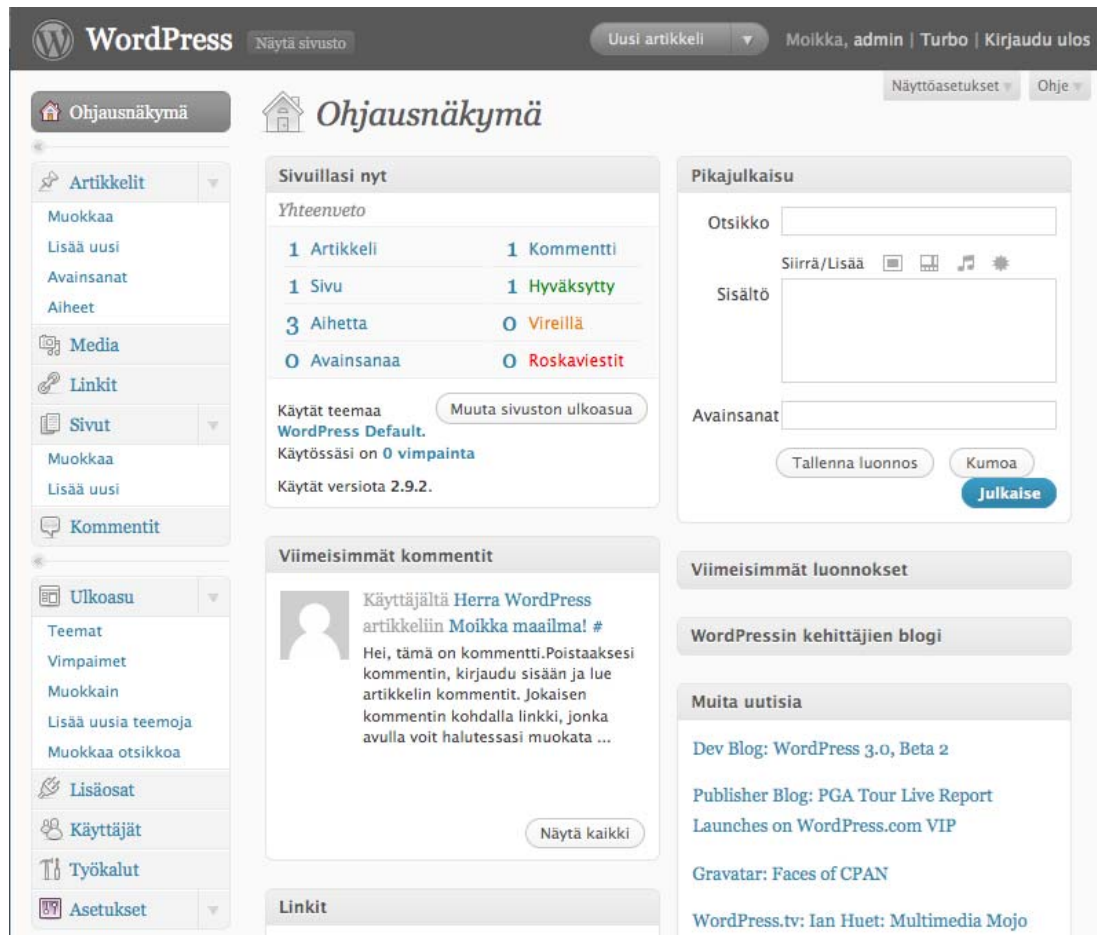 WordPress Näytä sivusto Uusi artikkeli Moikka, admin | Turbo | Kirjaudu ulos
Näyttöasetukset Ohje
Ohjausnäkymä
Artikkelit
Muokkaa
Lisää uusi
Avainsanat
Aiheet
Media
Linkit
Sivut
Muokkaa
Lisää uusi
Kommentit
Ulkoasu
Teemat
Vimpaimet
Muokkain
Lisää uusia teemoja
Muokkaa otsikkoa
Lisäosat
Käyttäjät
Työkalut
Asetukset
Ohjausnäkymä
Sivuillasi nyt
Yhteenveto
1 Artikkeli 1 Kommentti
1 Sivu 1 Hyväksytty
3 Aihetta 0 Vireillä
0 Avainsanaa 0 Roskaviestit
Käytät teemaa Muuta sivuston ulkoasua
WordPress Default.
Käytössäsi on 0 vimpainta
Käytät versiota 2.9.2.
Viimeisimmät kommentit
Käyttäjältä Herra WordPress
artikkeliin Moikka maailma! #
Hei, tämä on kommentti.Poistaaksesi
kommentin, kirjaudu sisään ja lue
artikkelin kommentit. Jokaisen
kommentin kohdalla linkki, jonka
avulla voit halutessasi muokata ...
Näytä kaikki
Linkit
Pikajulkaisu
Otsikko
Siirrä/Lisää
Sisältö
Avainsanat
Tallenna luonnos Kumoa
Julkaise
Viimeisimmät luonnokset
WordPressin kehittäjien blogi
Muita uutisia
Dev Blog: WordPress 3.0, Beta 2
Publisher Blog: PGA Tour Live Report
Launches on WordPress.com VIP
Gravatar: Faces of CPAN
WordPress.tv: Ian Huet: Multimedia Mojo